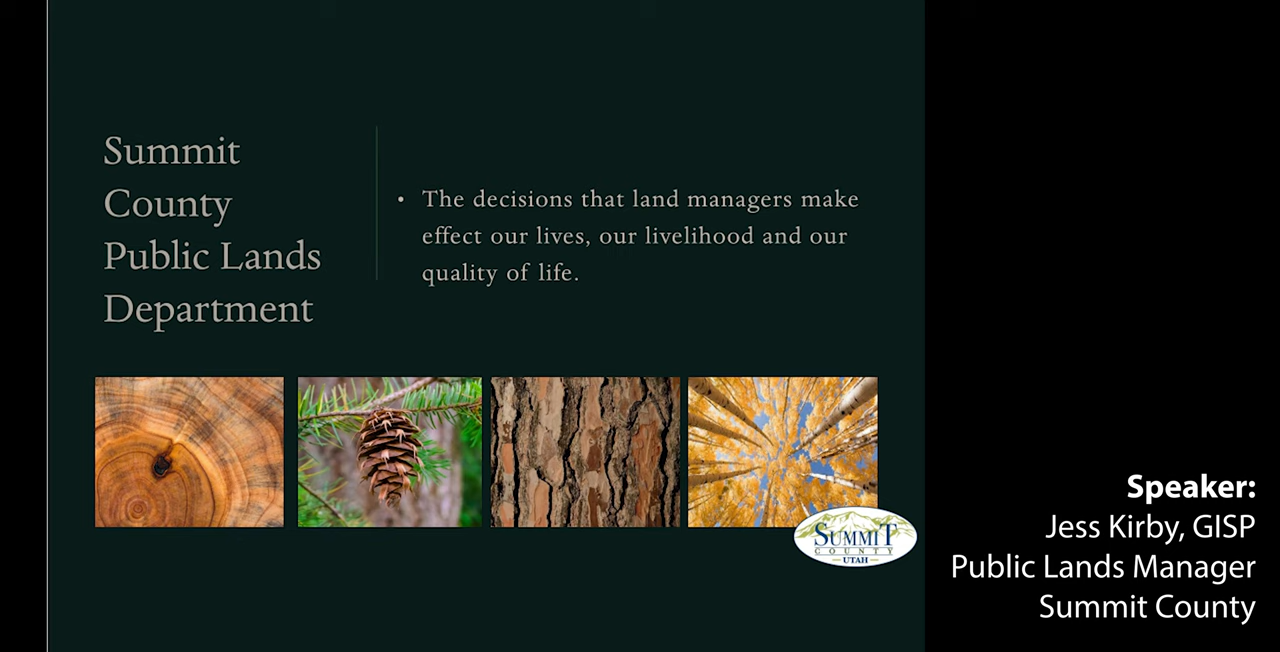 Summit
County
Public Lands
Department
• The decisions that land managers make
effect our lives, our livelihood and our
quality of life.
SUMMIT
COUNTY
UTAH
Speaker:
Jess Kirby, GISP
Public Lands Manager
Summit County